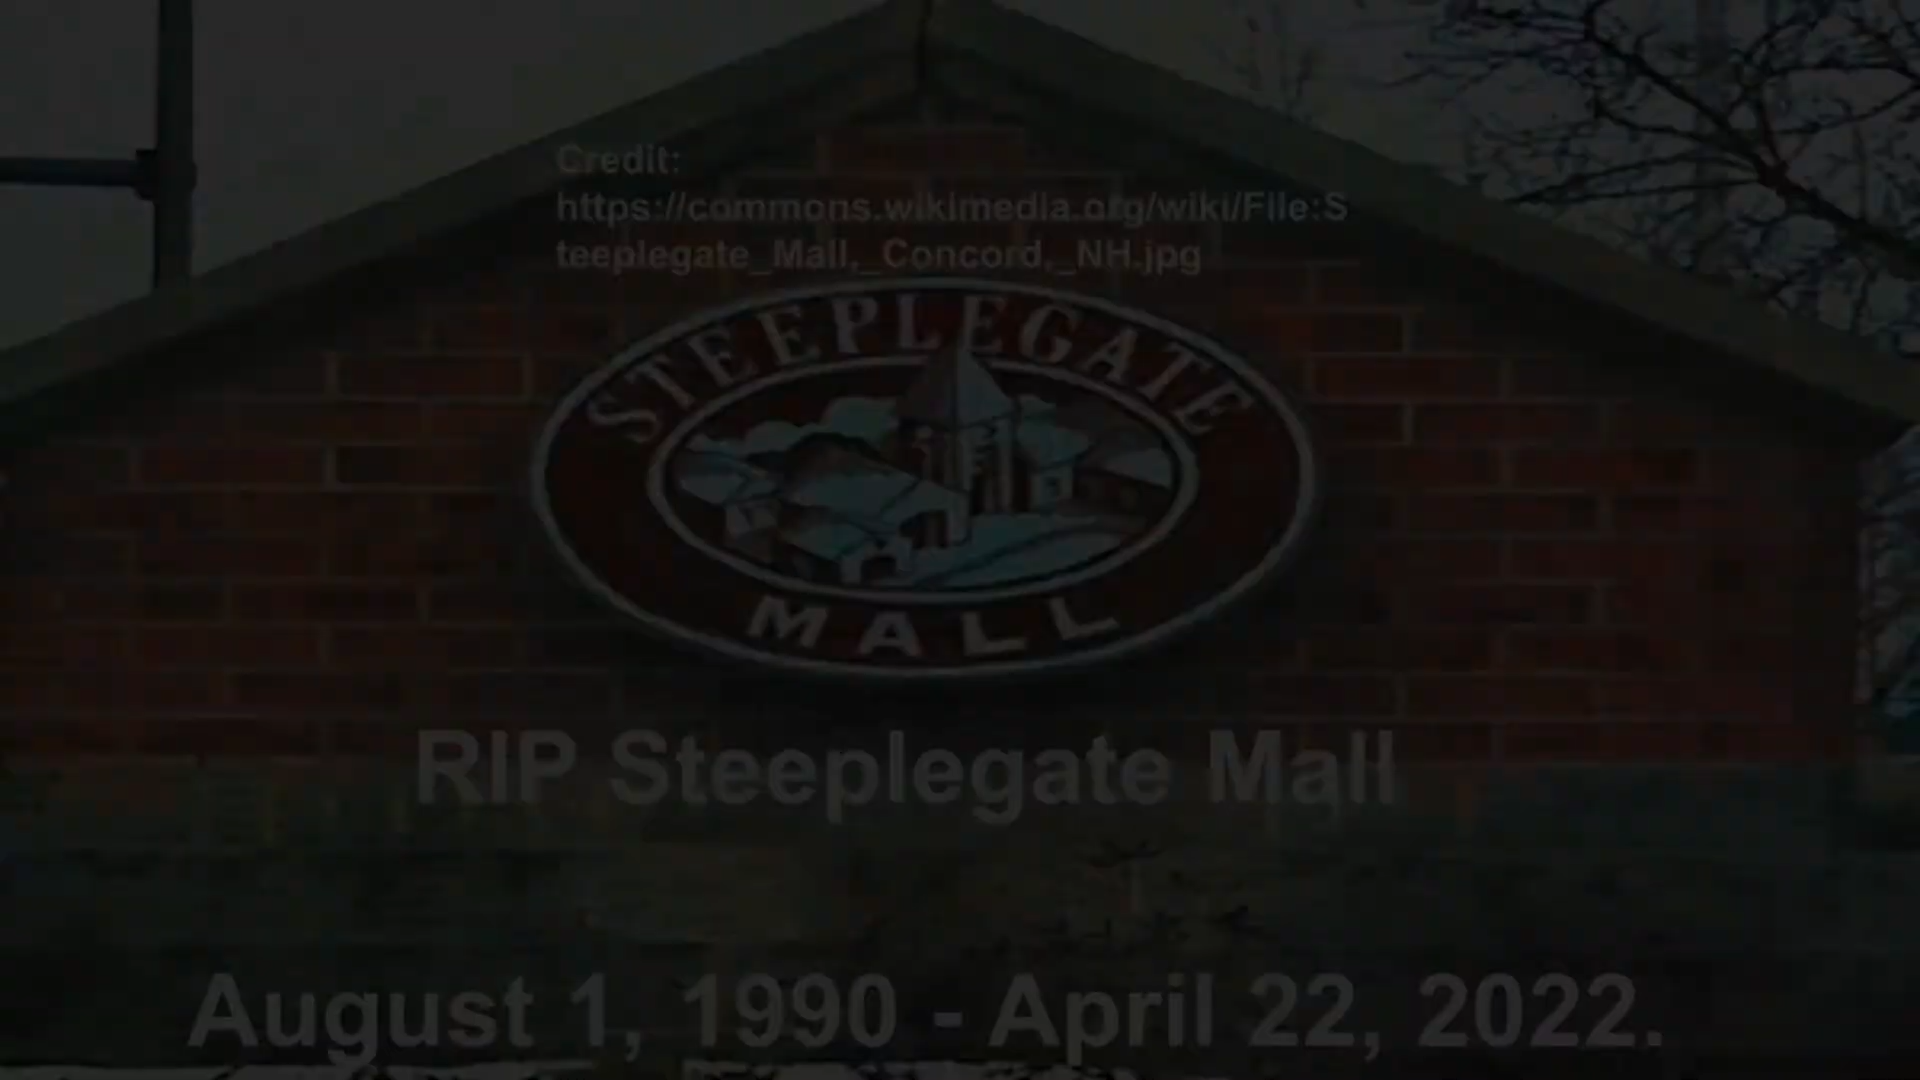 Credit:
https://commons.wikimedia.org/wiki/File:S
teeplegate_Mall,_Concord,_NH.jpg
STEEPLEGATE
MALL
RIP Steeplegate Mall
August 1, 1990 - April 22, 2022.